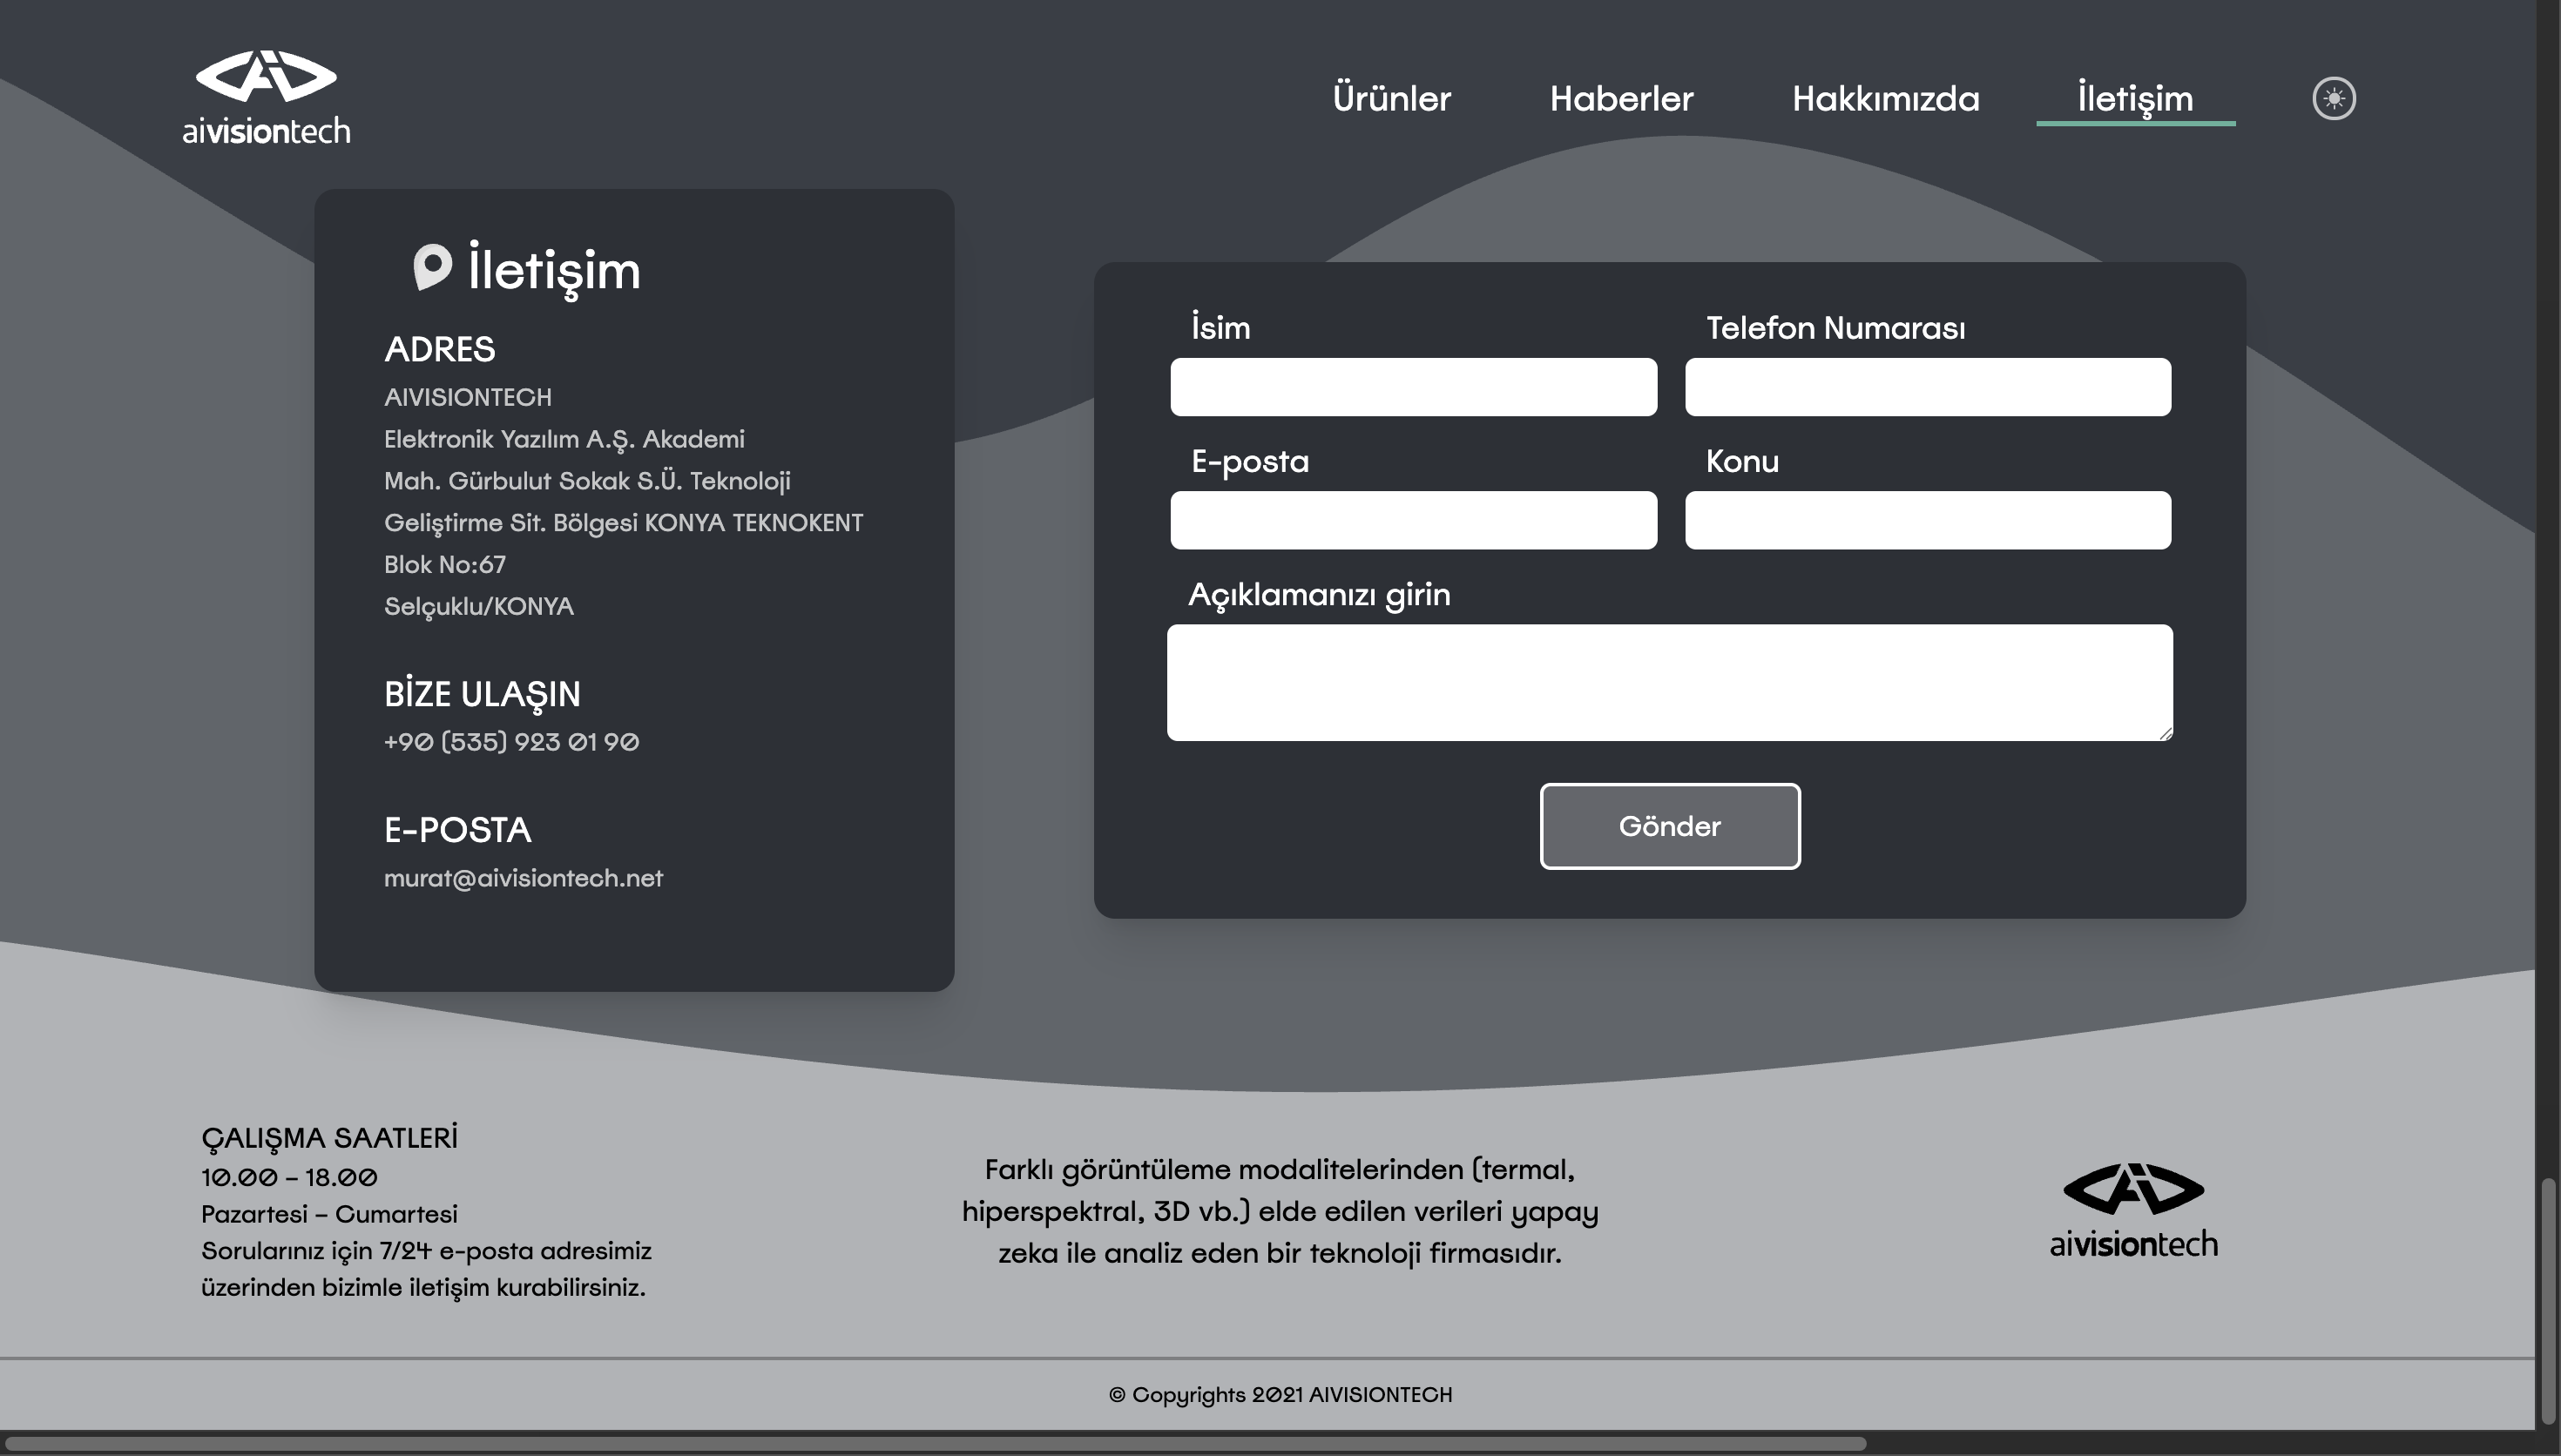 aivisiontech
Ürünler
Haberler
Hakkımızda
İletişim
İletişim
ADRES
AIVISIONTECH
Elektronik Yazılım A.Ş. Akademi
Mah. Gürbulut Sokak S.Ü. Teknoloji
Geliştirme Sit. Bölgesi KONYA TEKNOKENT
Blok No:67
Selçuklu/KONYA
BİZE ULAŞIN
+90 (535) 923 01 90
E-POSTA
murat@aivisiontech.net
İsim
Telefon Numarası
E-posta
Konu
Açıklamanızı girin
Gönder
ÇALIŞMA SAATLERİ
10.00 - 18.00
Pazartesi - Cumartesi
Sorularınız için 7/24 e-posta adresimiz
üzerinden bizimle iletişim kurabilirsiniz.
Farklı görüntüleme modalitelerinden (termal,
hiperspektral, 3D vb.) elde edilen verileri yapay
zeka ile analiz eden bir teknoloji firmasıdır.
aivisiontech
© Copyrights 2021 AIVISIONTECH